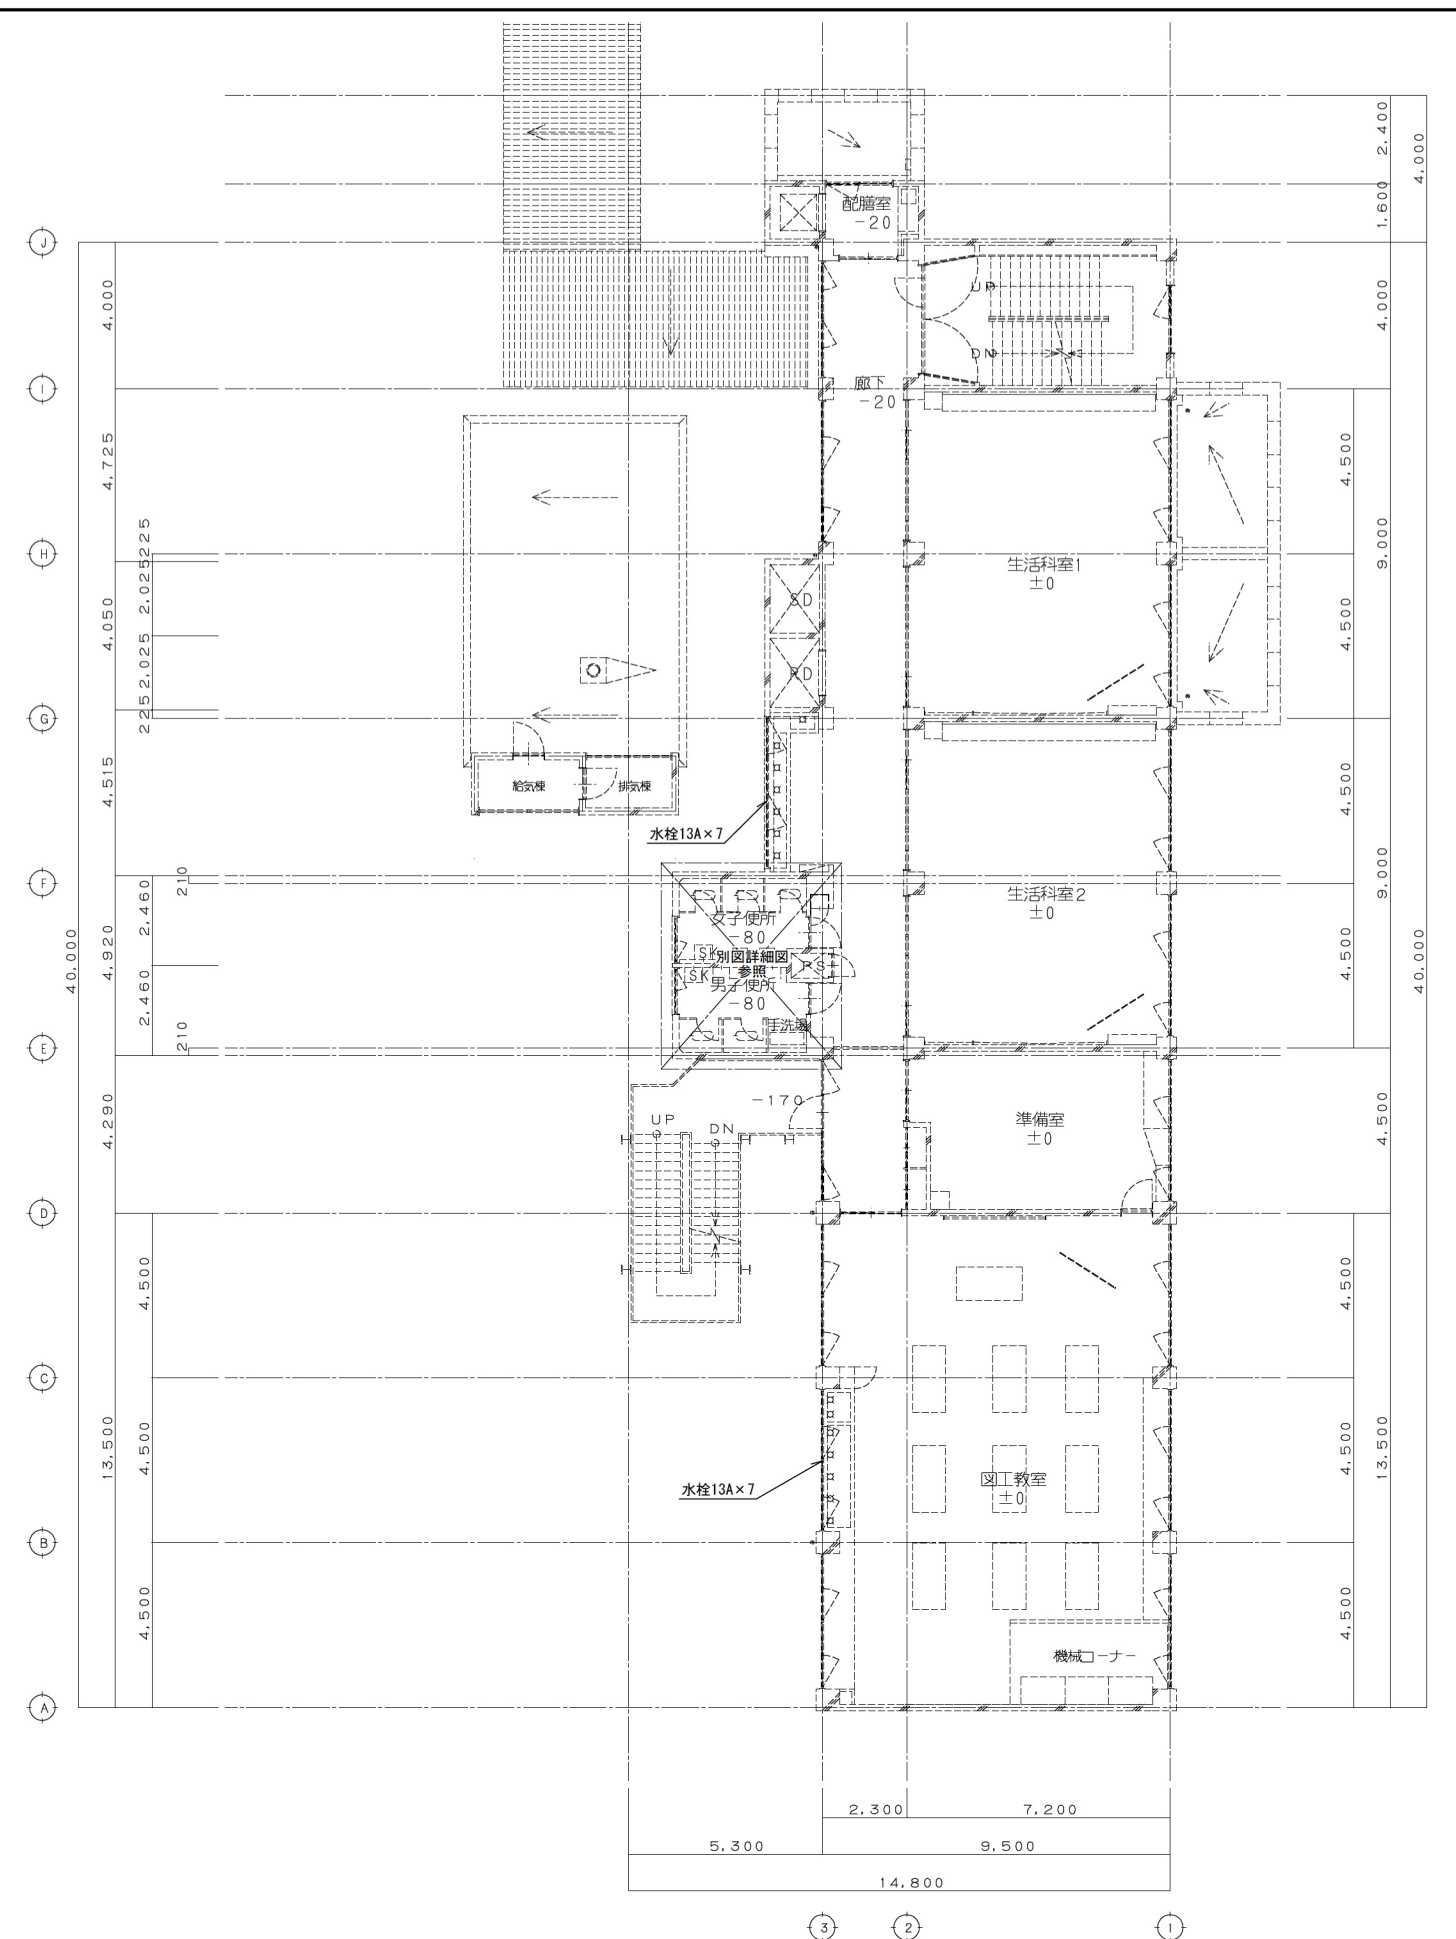 2,400
4,000
1,600
配膳室
-20
J
UP
4,000
4,000
DN
廊下
-20
I
4,725
4,500
225
H
2,025
生活科室1
±0
9,000
SD
4,050
4,500
2,025
RD
225
G
4,515
給気棟
排気棟
4,500
水栓13A×7
210
F
2,460
生活科室2
±0
9,000
女子便所
-80
40,000
4,920
SK
別図詳細図
参照
PS
4,500
40,000
SK
男子便所
-80
2,460
手洗場
210
E
-170
4,290
UP
DN
準備室
±0
4,500
D
4,500
4,500
C
13,500
4,500
図工教室
±0
4,500
13,500
水栓13A×7
B
4,500
4,500
機械コーナー
A
2,300
7,200
5,300
9,500
14,800
3
2
1